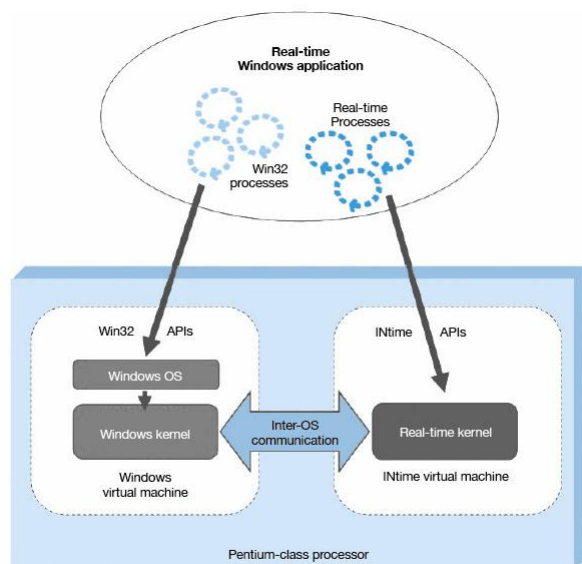 Real-time
Windows application
Real-time
Processes
Win32
processes
Win32 APIs
INtime APIs
Windows OS
Windows kernel
Inter-OS
communication
Real-time kernel
Windows
virtual machine
INtime virtual machine
Pentium-class processor